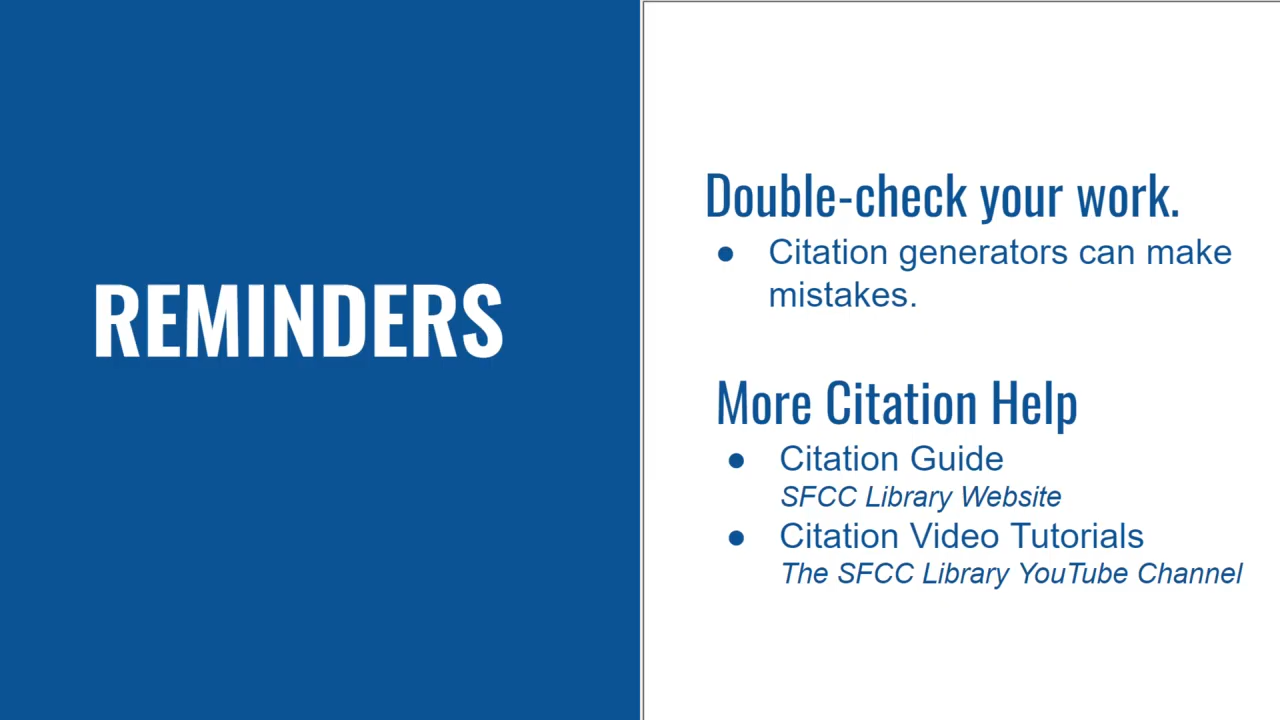 REMINDERS
Double-check your work.
● Citation generators can make
mistakes.
More Citation Help
● Citation Guide
SFCC Library Website
● Citation Video Tutorials
The SFCC Library YouTube Channel